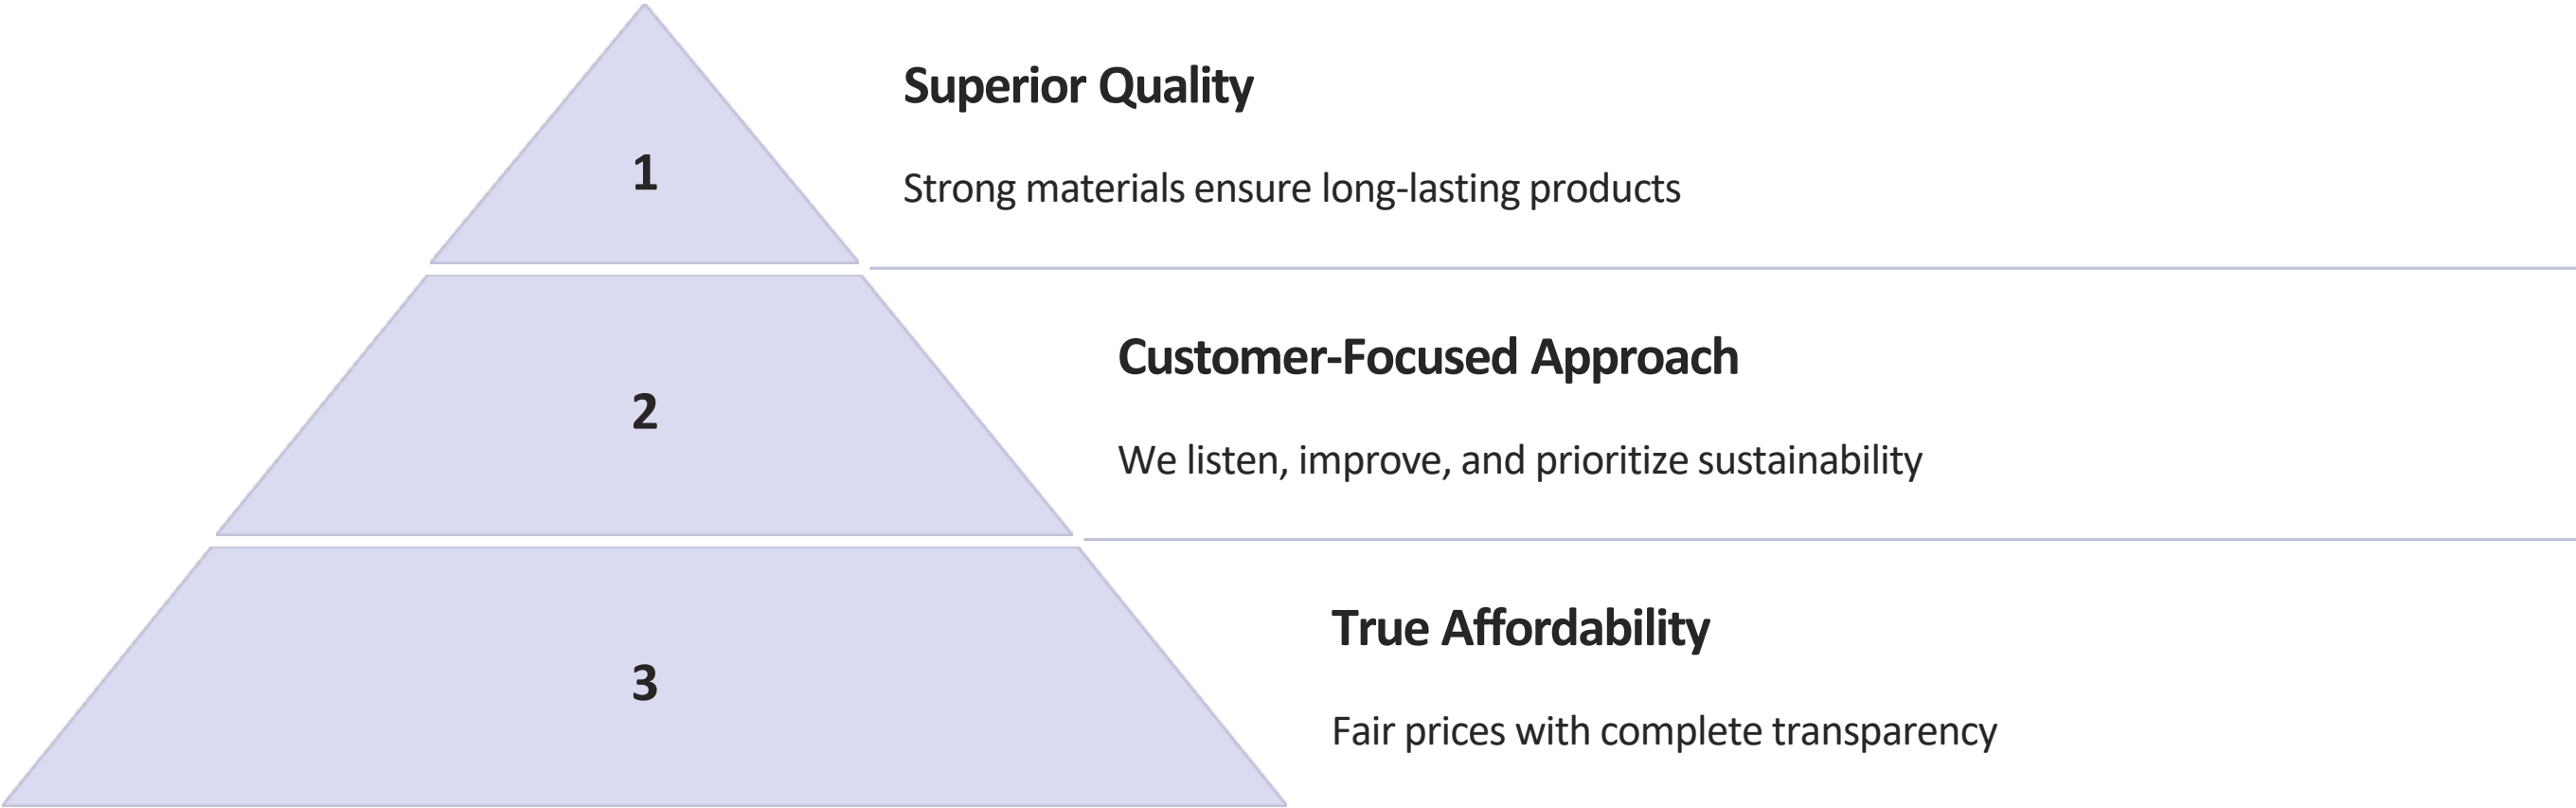 1
Superior Quality
Strong materials ensure long-lasting products
2
Customer-Focused Approach
We listen, improve, and prioritize sustainability
3
True Affordability
Fair prices with complete transparency